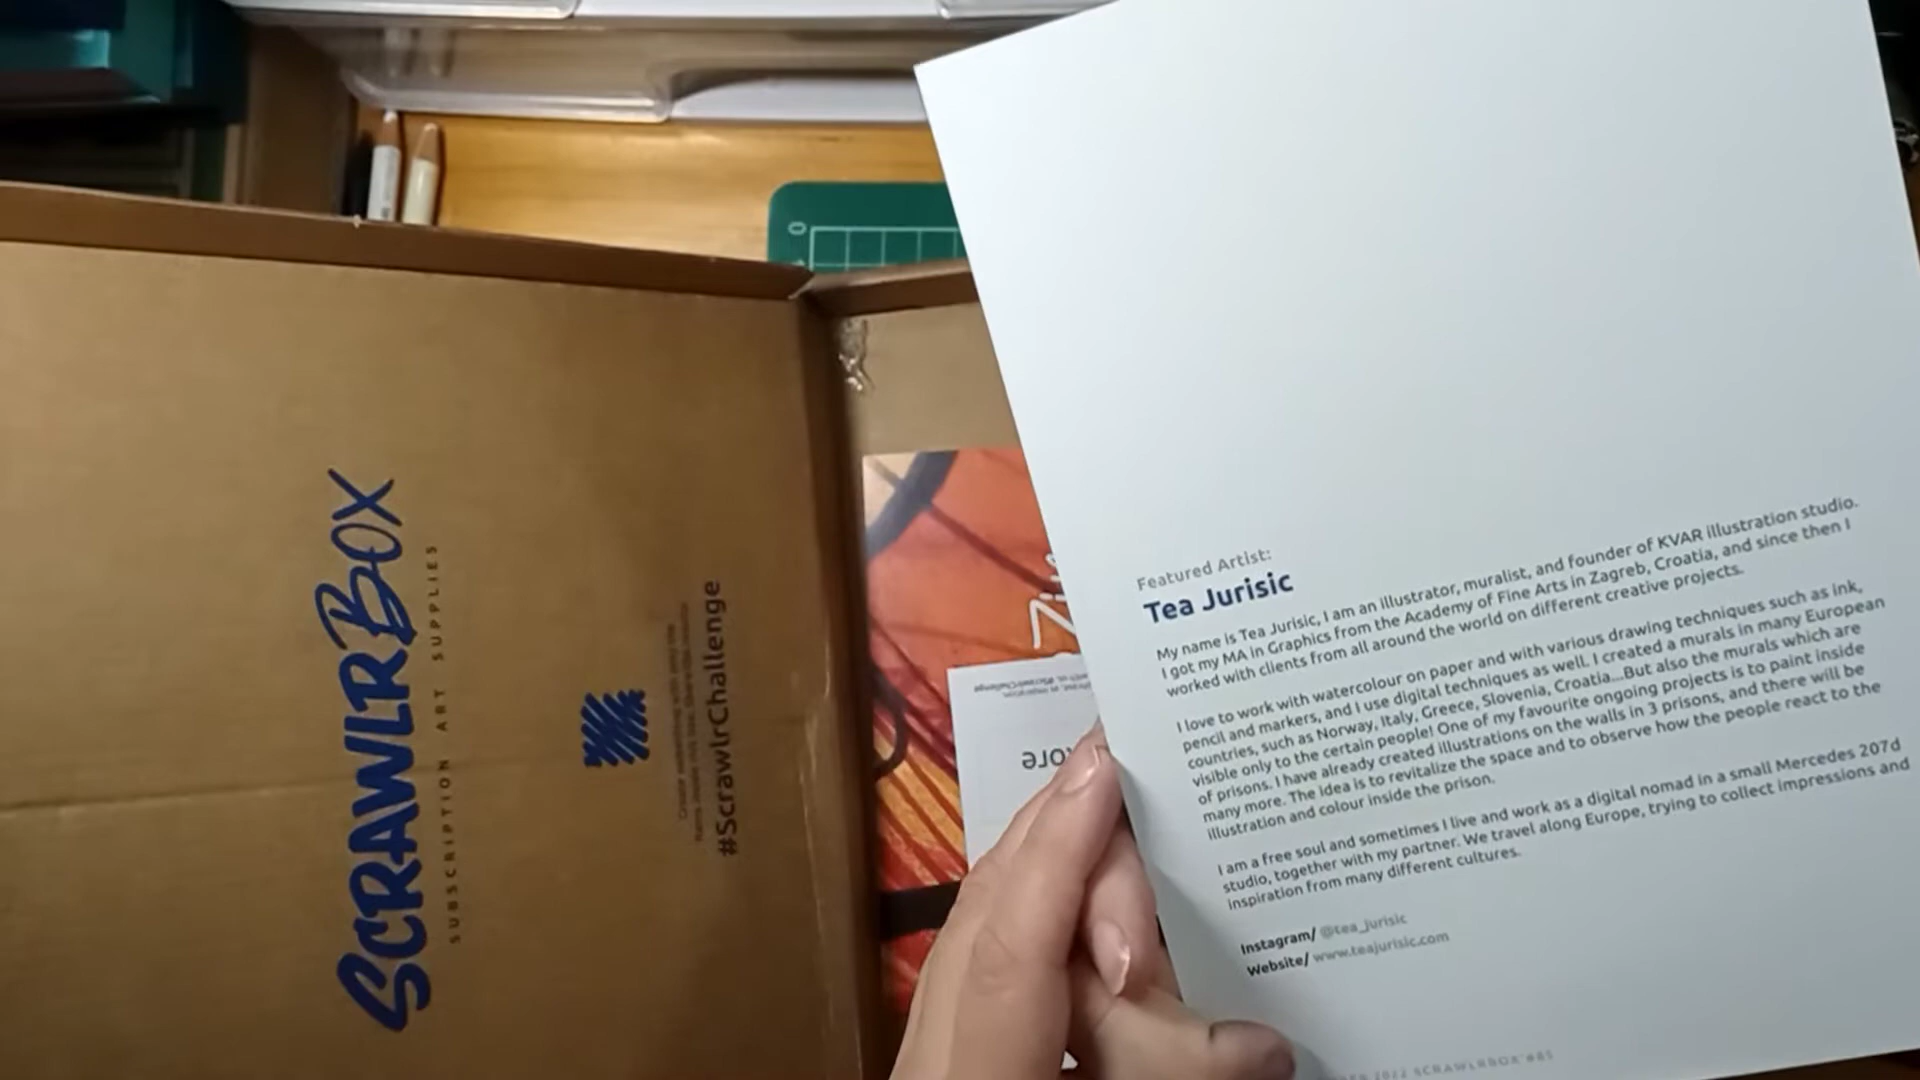 SCRAWLRBOX
SUBSCRIPTION ART SUPPLIES
#ScrawlrChallenge
0
Featured Artist:
Tea Jurisic
My name is Tea Jurisic, I am an illustrator, muralist, and founder of KVAR illustration studio.
I got my MA in Graphics from the Academy of Fine Arts in Zagreb, Croatia, and since then I
worked with clients from all around the world on different creative projects.
I love to work with watercolour on paper and with various drawing techniques such as ink,
pencil and markers, and I use digital techniques as well. I created a murals in many European
countries, such as Norway, Italy, Greece, Slovenia, Croatia...But also the murals which are
visible only to the certain people! One of my favourite ongoing projects is to paint inside
of prisons. I have already created illustrations on the walls in 3 prisons, and there will be
many more. The idea is to revitalize the space and to observe how the people react to the
illustration and colour inside the prison.
I am a free soul and sometimes I live and work as a digital nomad in a small Mercedes 207d
studio, together with my partner. We travel along Europe, trying to collect impressions and
inspiration from many different cultures.
Instagram/ @tea_jurisic
Website/ www.teajurisic.com
2022 SCRAWLRBOX